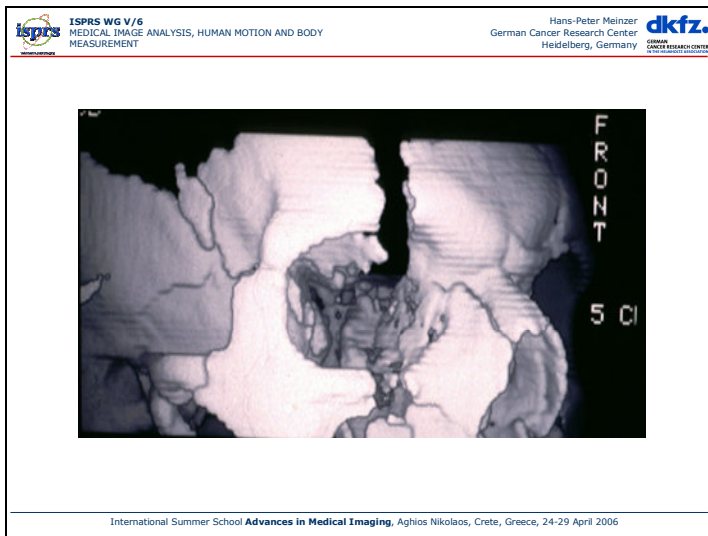 isprs
ISPRS WG V/6
MEDICAL IMAGE ANALYSIS, HUMAN MOTION AND BODY
MEASUREMENT
Hans-Peter Meinzer
German Cancer Research Center
Heidelberg, Germany
dkfz.
GERMAN
CANCER RESEARCH CENTER
IN THE HELMHOLTZ ASSOCIATION
FRONT
5 C
International Summer School Advances in Medical Imaging, Aghios Nikolaos, Crete, Greece, 24-29 April 2006